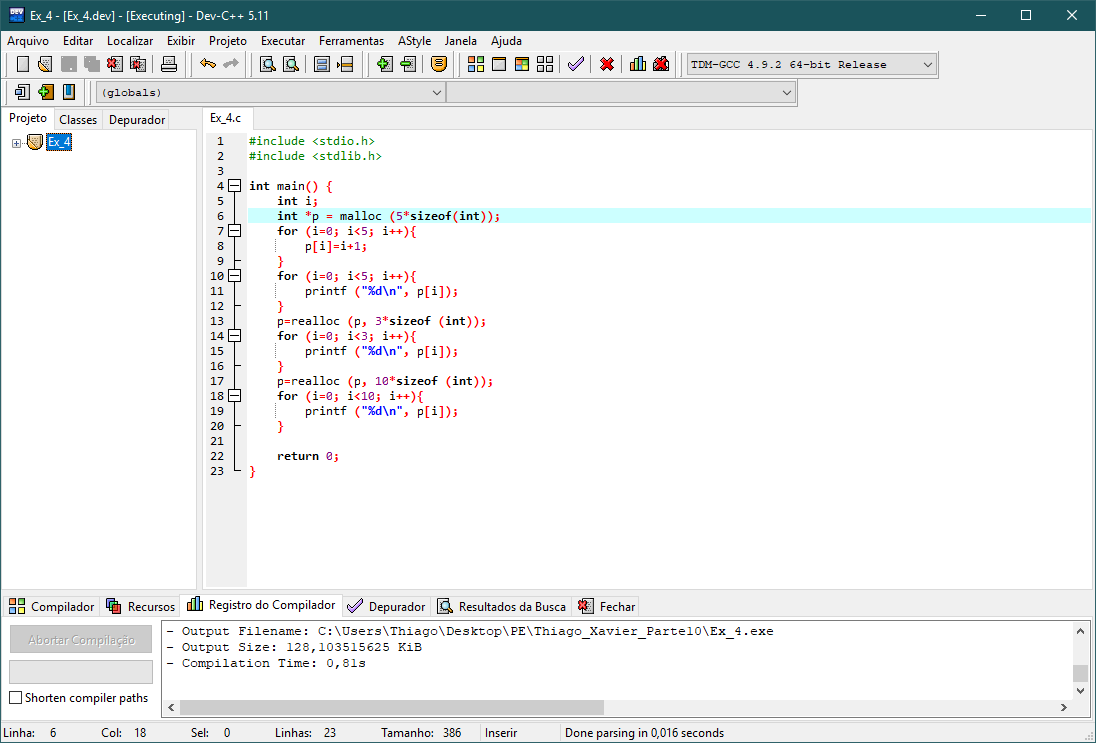 Ex_4 - [Ex_4.dev] - [Executing] - Dev-C++ 5.11
Arquivo Editar Localizar Exibir Projeto Executar Ferramentas AStyle Janela Ajuda
TDM-GCC 4.9.2 64-bit Release
(globals)
Projeto Classes Depurador
Ex_4.c
Ex_4
1 #include <stdio.h>
2 #include <stdlib.h>
3
4 int main() {
5 int i;
6 int *p = malloc (5*sizeof(int));
7 for (i=0; i<5; i++){
8 p[i]=i+1;
9 }
10 for (i=0; i<5; i++){
11 printf ("%d\n", p[i]);
12 }
13 p=realloc (p, 3*sizeof (int));
14 for (i=0; i<3; i++){
15 printf ("%d\n", p[i]);
16 }
17 p=realloc (p, 10*sizeof (int));
18 for (i=0; i<10; i++){
19 printf ("%d\n", p[i]);
20 }
21
22 return 0;
23 }
Compilador Recursos Registro do Compilador Depurador Resultados da Busca Fechar
Abortar Compilação
Shorten compiler paths
- Output Filename: C:\Users\Thiago\Desktop\PE\Thiago_Xavier_Parte10\Ex_4.exe
- Output Size: 128,103515625 KiB
- Compilation Time: 0,81s
Linha: 6 Col: 18 Sel: 0 Linhas: 23 Tamanho: 386 Inserir Done parsing in 0,016 seconds